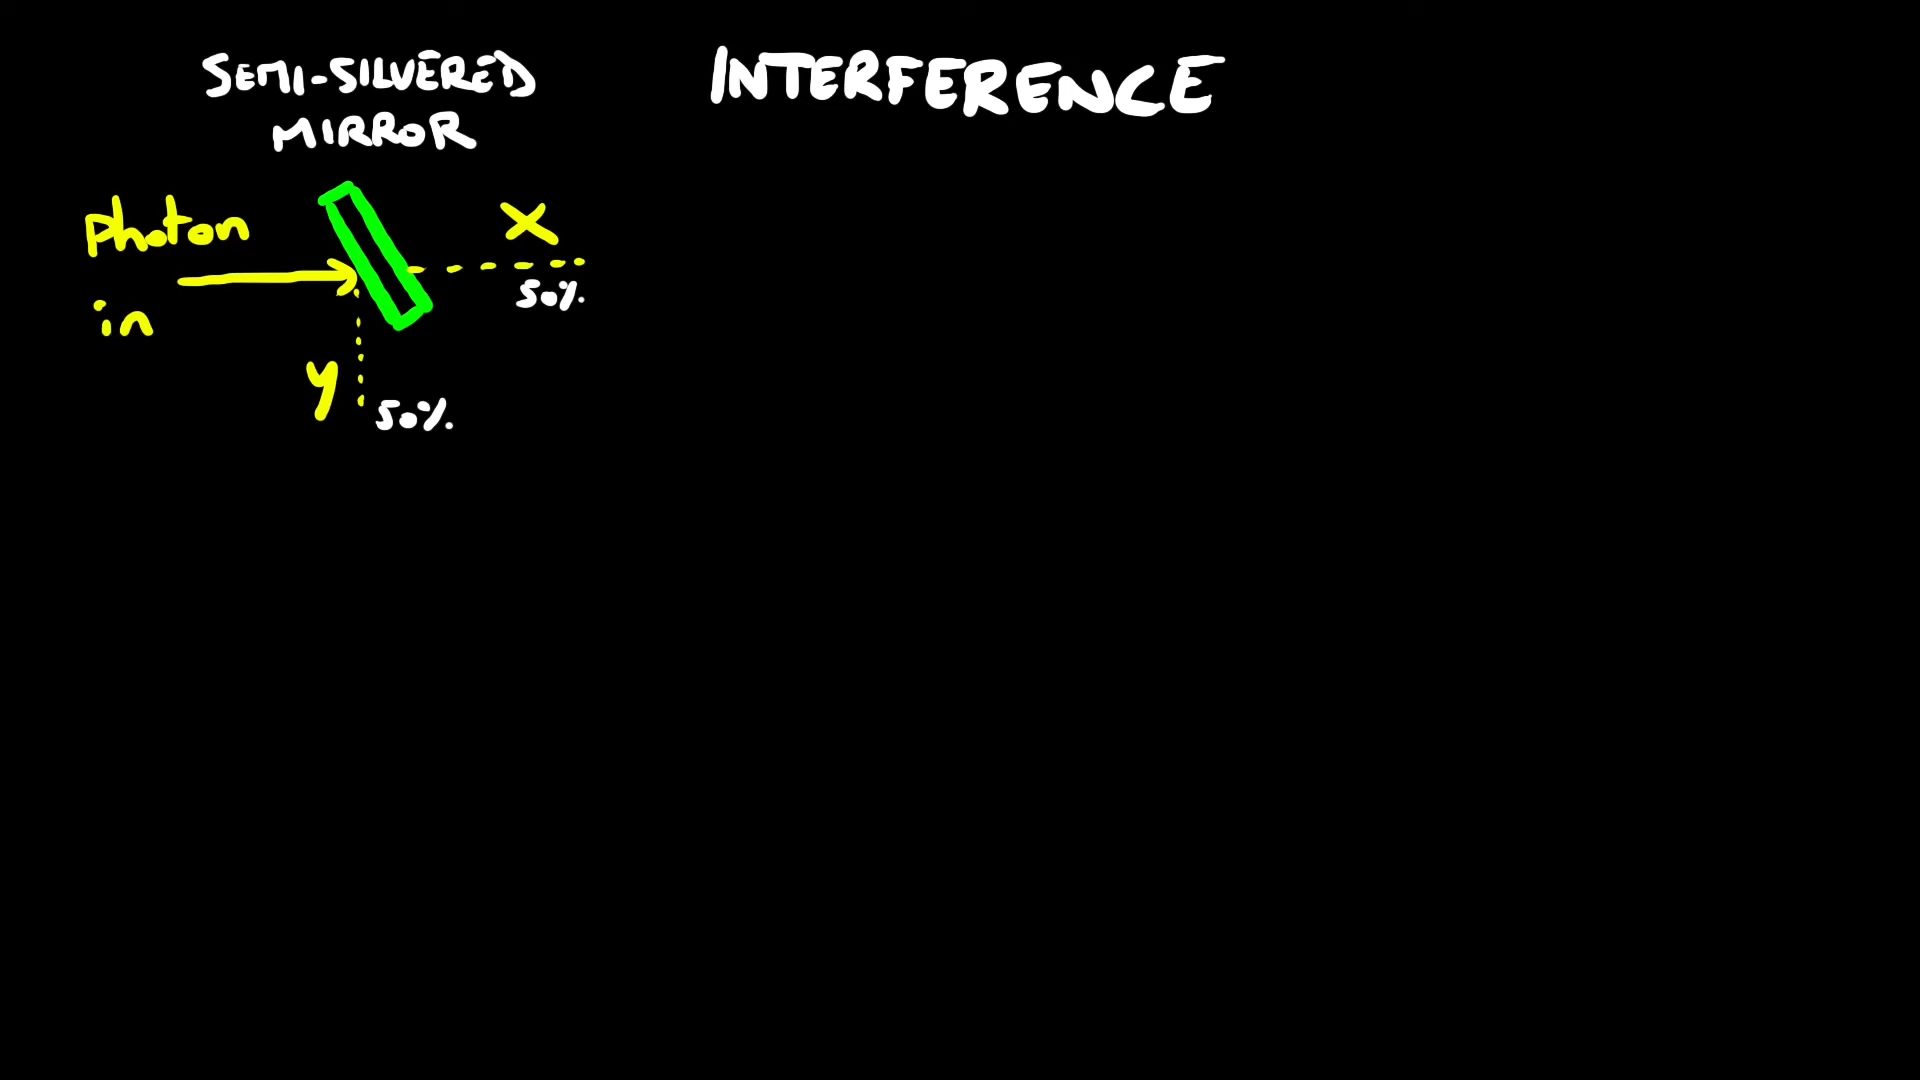 SEMI-SILVERED
MIRROR
INTERFERENCE
Photon
in
X
50%
y
50%